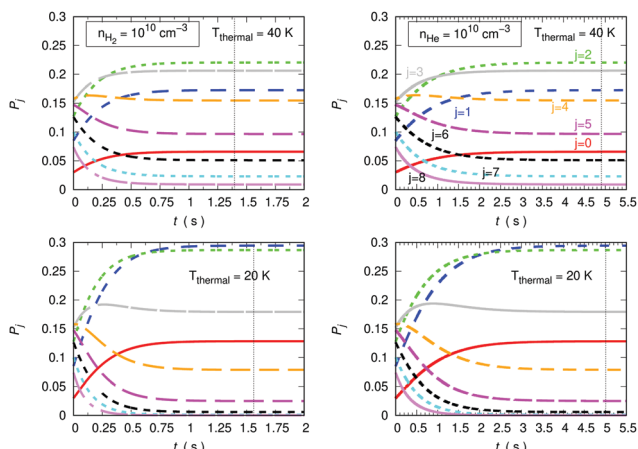 n_H2 = 10^10 cm^-3 T_thermal = 40 K
0.3
0.25
0.2
0.15
0.1
0.05
0
P_j
0 0.25 0.5 0.75 1 1.25 1.5 1.75 2
t ( s )
n_He = 10^10 cm^-3 T_thermal = 40 K
0.3
0.25
0.2
0.15
0.1
0.05
0
j=2
j=3
j=4
j=1
j=5
j=6
j=0
j=7
j=8
0 0.5 1 1.5 2 2.5 3 3.5 4 4.5 5 5.5
t ( s )
T_thermal = 20 K
0.3
0.25
0.2
0.15
0.1
0.05
0
P_j
0 0.25 0.5 0.75 1 1.25 1.5 1.75 2
t ( s )
T_thermal = 20 K
0.3
0.25
0.2
0.15
0.1
0.05
0
0 0.5 1 1.5 2 2.5 3 3.5 4 4.5 5 5.5
t ( s )